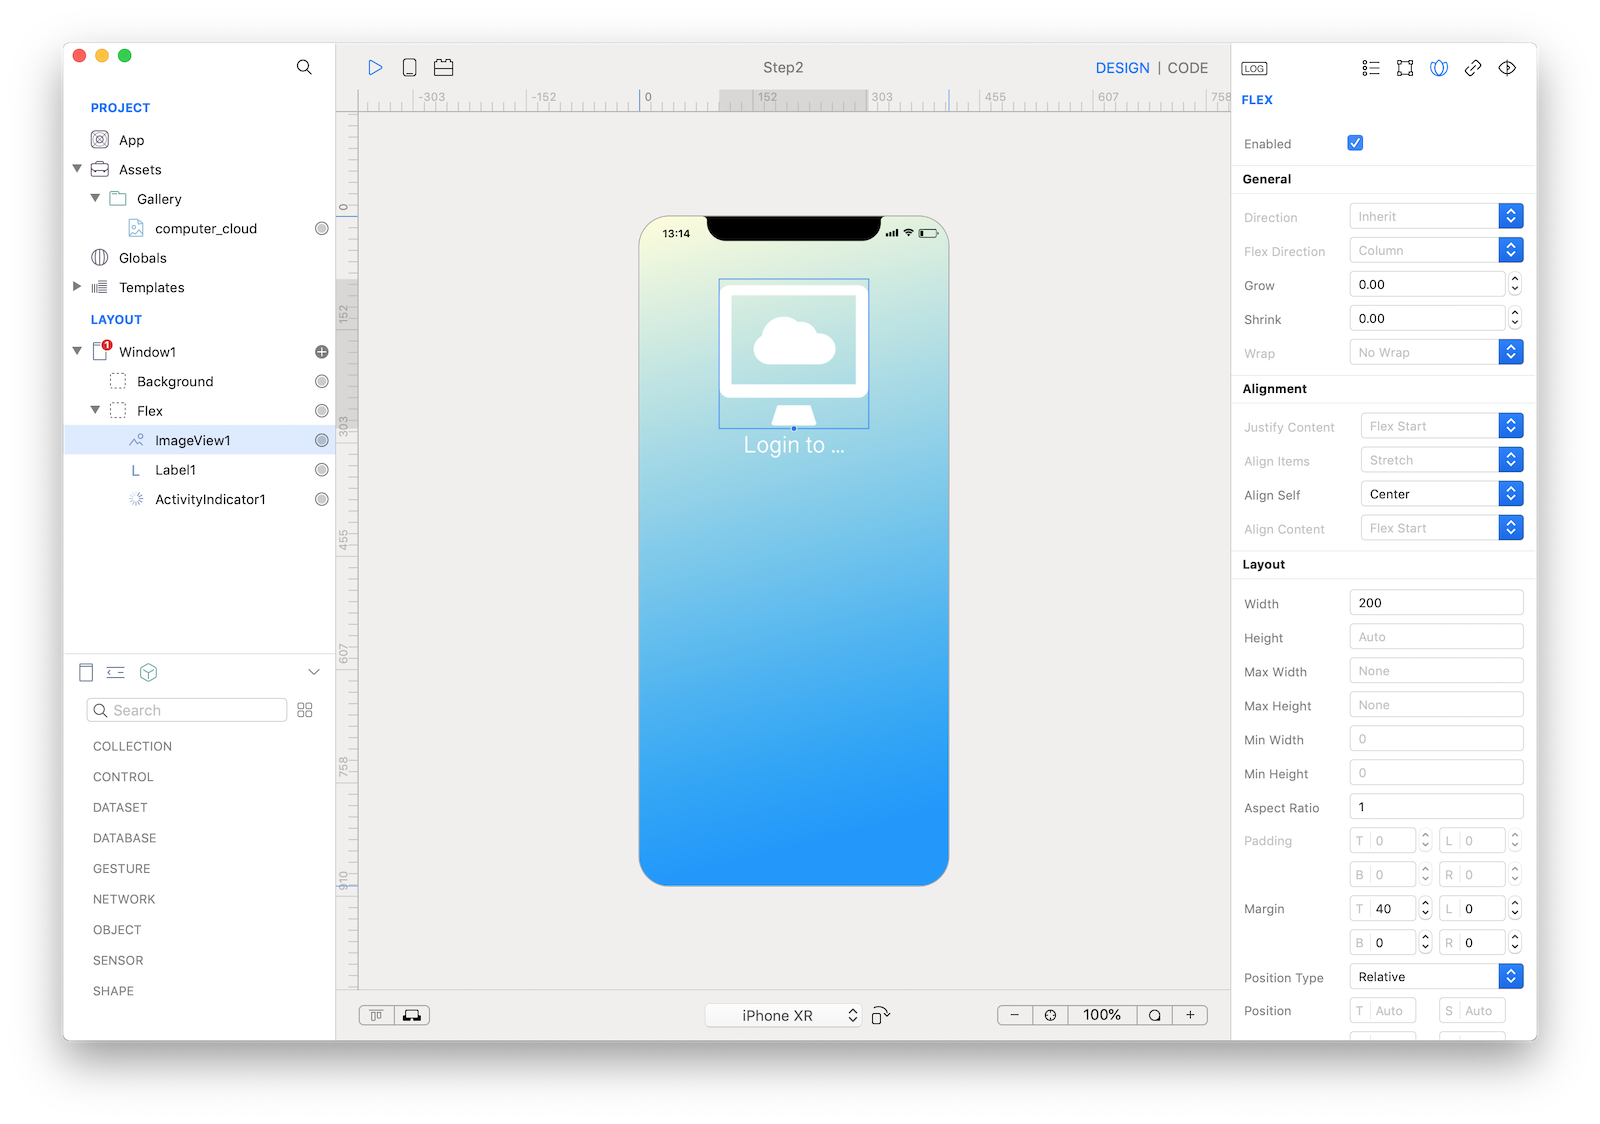 PROJECT
App
Assets
Gallery
computer_cloud
Globals
Templates
LAYOUT
Window1
1
Background
Flex
ImageView1
L Label1
ActivityIndicator1
Search
COLLECTION
CONTROL
DATASET
DATABASE
GESTURE
NETWORK
OBJECT
SENSOR
SHAPE
Step2
DESIGN | CODE
-303 -152 0 152 303 455 607 758
0
152
303
455
607
758
910
13:14
Login to ...
iPhone XR
− 100% +
LOG
FLEX
Enabled
General
Direction Inherit
Flex Direction Column
Grow 0.00
Shrink 0.00
Wrap No Wrap
Alignment
Justify Content Flex Start
Align Items Stretch
Align Self Center
Align Content Flex Start
Layout
Width 200
Height Auto
Max Width None
Max Height None
Min Width 0
Min Height 0
Aspect Ratio 1
Padding T 0 L 0
B 0 R 0
Margin T 40 L 0
B 0 R 0
Position Type Relative
Position T Auto S Auto